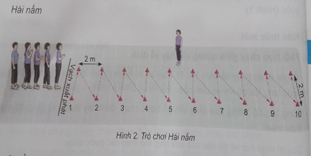 Hái nấm
2 m
Vạch xuất phát
2 m
1 2 3 4 5 6 7 8 9 10
Hình 2. Trò chơi Hái nấm